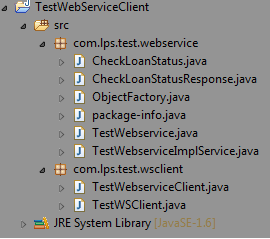 TestWebServiceClient
src
com.lps.test.webservice
CheckLoanStatus.java
CheckLoanStatusResponse.java
ObjectFactory.java
package-info.java
TestWebservice.java
TestWebserviceImplService.java
com.lps.test.wsclient
TestWebserviceClient.java
TestWSClient.java
JRE System Library [JavaSE-1.6]